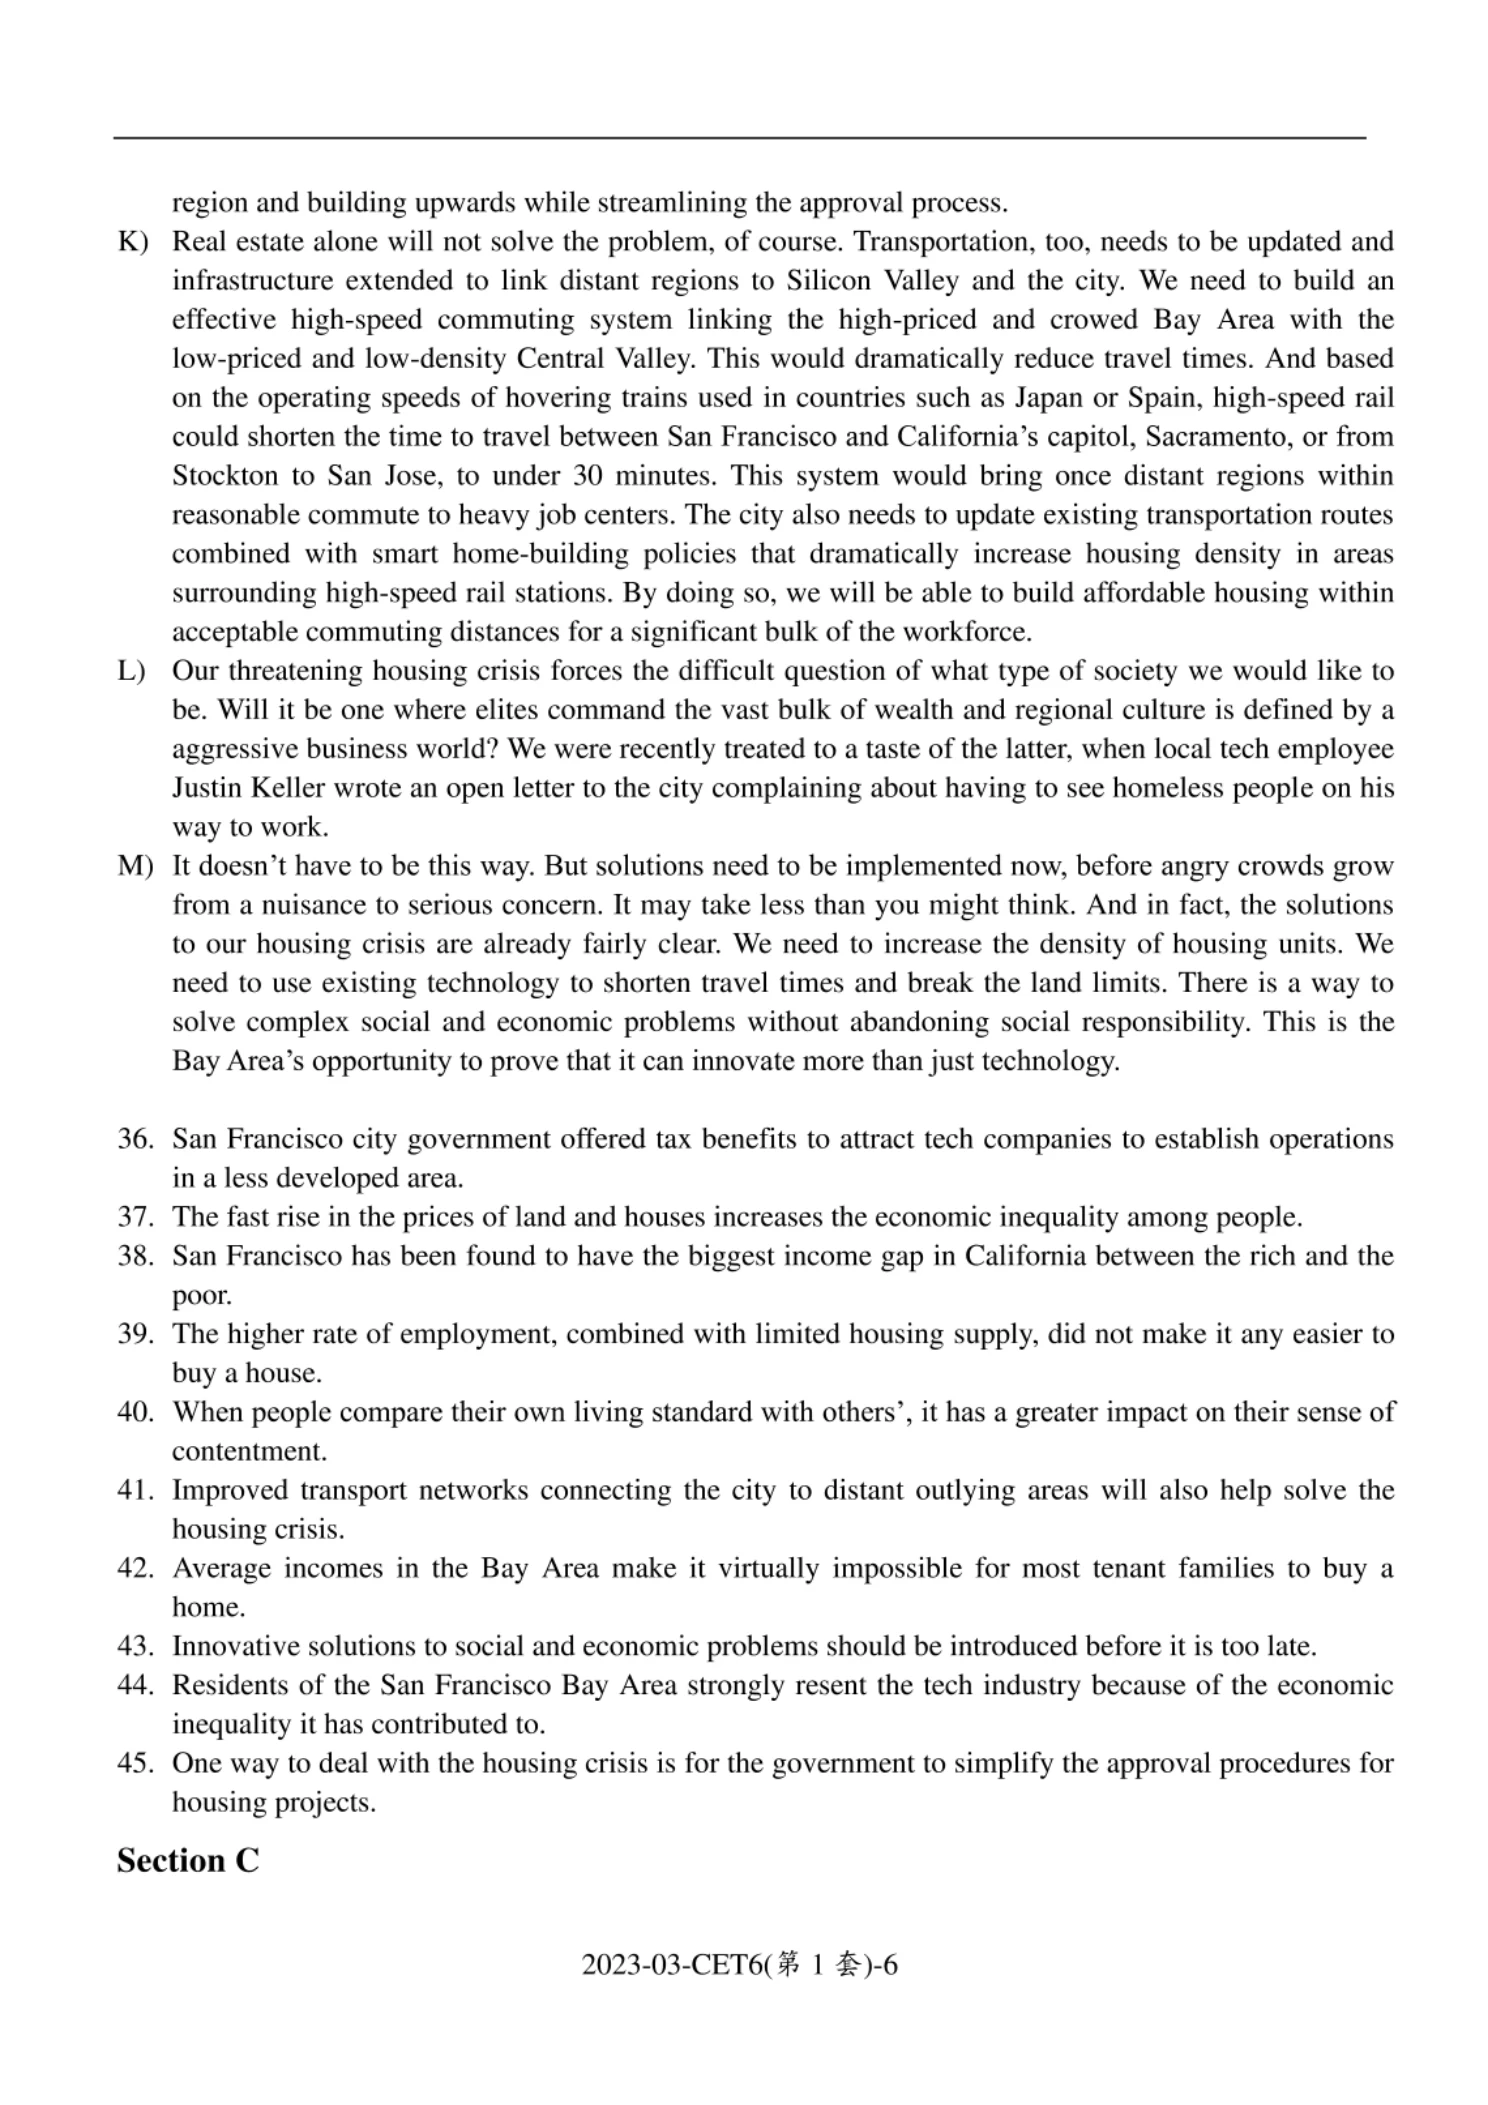 region and building upwards while streamlining the approval process.
K) Real estate alone will not solve the problem, of course. Transportation, too, needs to be updated and
infrastructure extended to link distant regions to Silicon Valley and the city. We need to build an
effective high-speed commuting system linking the high-priced and crowed Bay Area with the
low-priced and low-density Central Valley. This would dramatically reduce travel times. And based
on the operating speeds of hovering trains used in countries such as Japan or Spain, high-speed rail
could shorten the time to travel between San Francisco and California's capitol, Sacramento, or from
Stockton to San Jose, to under 30 minutes. This system would bring once distant regions within
reasonable commute to heavy job centers. The city also needs to update existing transportation routes
combined with smart home-building policies that dramatically increase housing density in areas
surrounding high-speed rail stations. By doing so, we will be able to build affordable housing within
acceptable commuting distances for a significant bulk of the workforce.
L) Our threatening housing crisis forces the difficult question of what type of society we would like to
be. Will it be one where elites command the vast bulk of wealth and regional culture is defined by a
aggressive business world? We were recently treated to a taste of the latter, when local tech employee
Justin Keller wrote an open letter to the city complaining about having to see homeless people on his
way to work.
M) It doesn't have to be this way. But solutions need to be implemented now, before angry crowds grow
from a nuisance to serious concern. It may take less than you might think. And in fact, the solutions
to our housing crisis are already fairly clear. We need to increase the density of housing units. We
need to use existing technology to shorten travel times and break the land limits. There is a way to
solve complex social and economic problems without abandoning social responsibility. This is the
Bay Area's opportunity to prove that it can innovate more than just technology.
36. San Francisco city government offered tax benefits to attract tech companies to establish operations
in a less developed area.
37. The fast rise in the prices of land and houses increases the economic inequality among people.
38. San Francisco has been found to have the biggest income gap in California between the rich and the
poor.
39. The higher rate of employment, combined with limited housing supply, did not make it any easier to
buy a house.
40. When people compare their own living standard with others', it has a greater impact on their sense of
contentment.
41. Improved transport networks connecting the city to distant outlying areas will also help solve the
housing crisis.
42. Average incomes in the Bay Area make it virtually impossible for most tenant families to buy a
home.
43. Innovative solutions to social and economic problems should be introduced before it is too late.
44. Residents of the San Francisco Bay Area strongly resent the tech industry because of the economic
inequality it has contributed to.
45. One way to deal with the housing crisis is for the government to simplify the approval procedures for
housing projects.
Section C
2023-03-CET6(第 1 套)-6